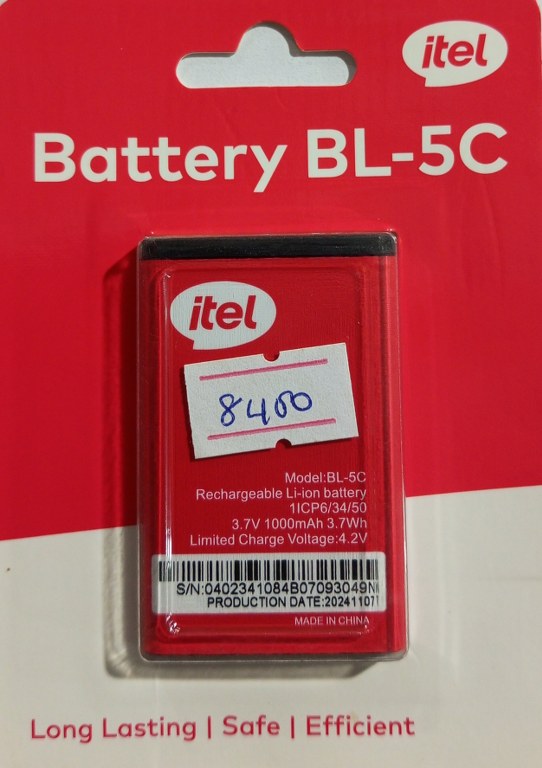 itel
Battery BL-5C
itel
8400
Model:BL-5C
Rechargeable Li-ion battery
1ICP6/34/50
3.7V 1000mAh 3.7Wh
Limited Charge Voltage:4.2V
S/N:0402341084B07093049N
PRODUCTION DATE:20241107
MADE IN CHINA
Long Lasting | Safe | Efficient